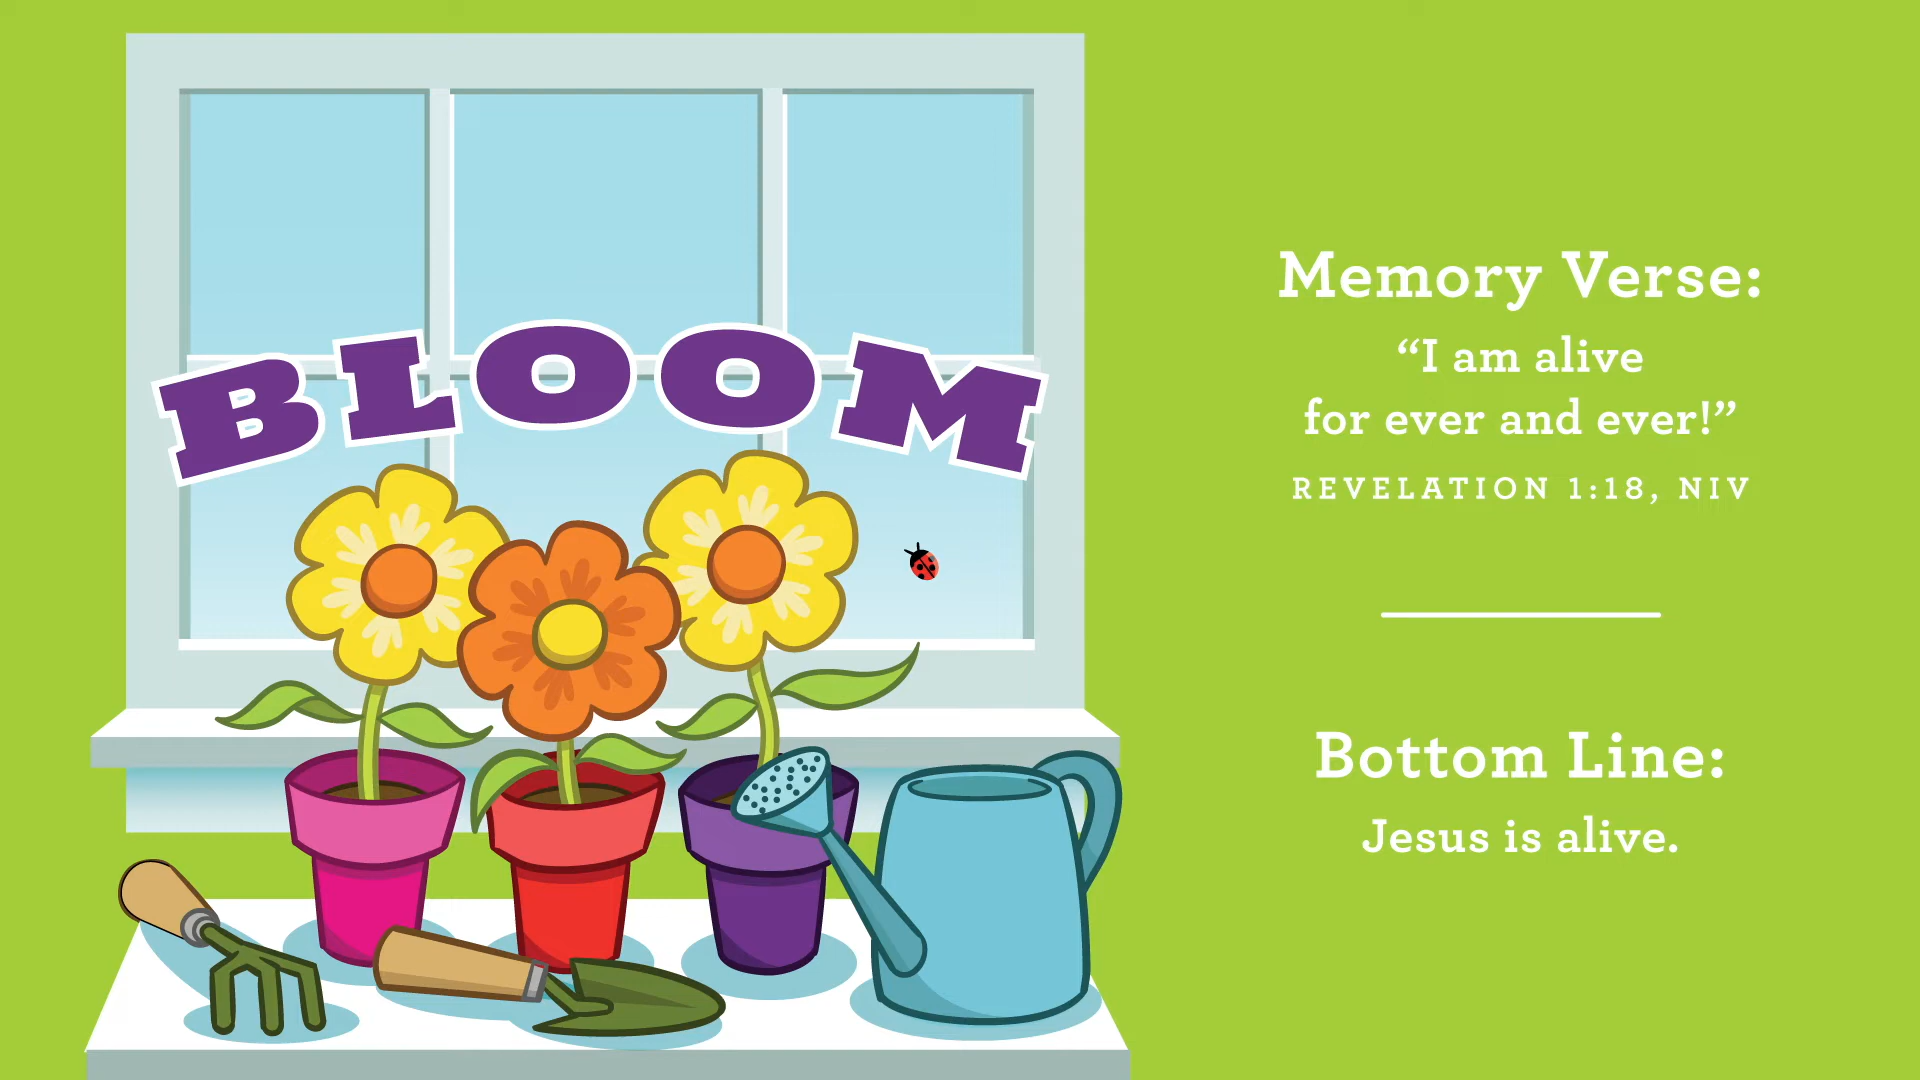 BLOOM
Memory Verse:
“I am alive
for ever and ever!”
REVELATION 1:18, NIV
Bottom Line:
Jesus is alive.